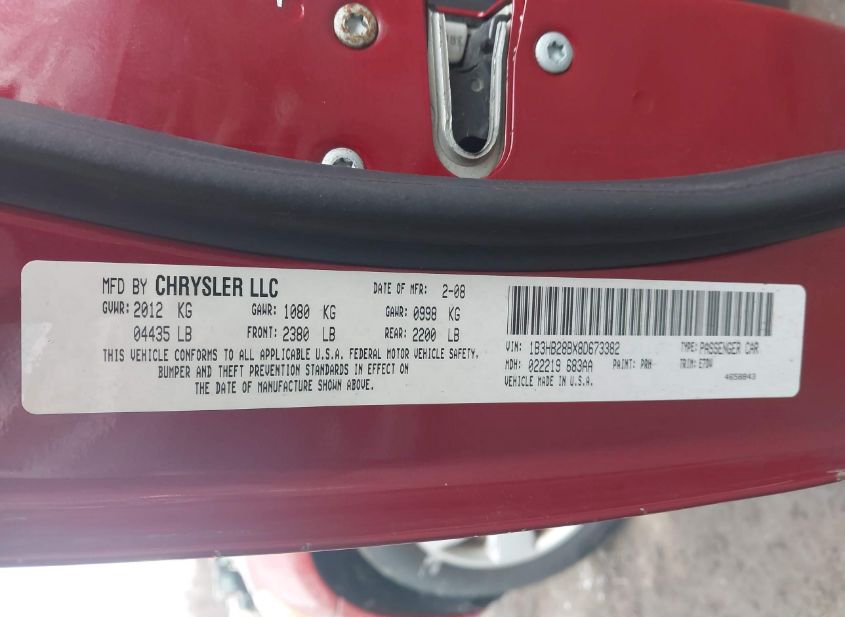 MFD BY CHRYSLER LLC DATE OF MFR: 2-08
GVWR: 2012 KG GAWR: 1080 KG GAWR: 0998 KG
04435 LB FRONT: 2380 LB REAR: 2200 LB
THIS VEHICLE CONFORMS TO ALL APPLICABLE U.S.A. FEDERAL MOTOR VEHICLE SAFETY,
BUMPER AND THEFT PREVENTION STANDARDS IN EFFECT ON
THE DATE OF MANUFACTURE SHOWN ABOVE.
VIN: 1B3HB28BX8D673382 TYPE: PASSENGER CAR
MDH: 022219 683AA PAINT: PRH TRIM: E7DV
VEHICLE MADE IN U.S.A. 4658843